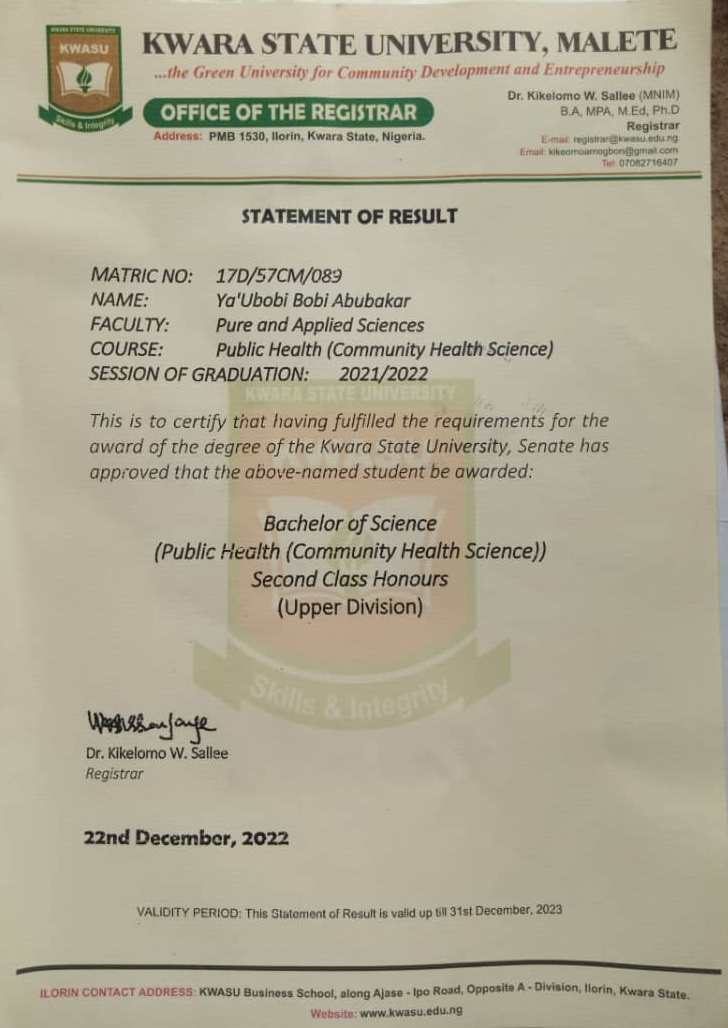 KWARA STATE UNIVERSITY
KWASU
Skills & Integrity
KWARA STATE UNIVERSITY, MALETE
...the Green University for Community Development and Entrepreneurship
OFFICE OF THE REGISTRAR
Address: PMB 1530, Ilorin, Kwara State, Nigeria.
Dr. Kikelomo W. Sallee (MNIM)
B.A, MPA, M.Ed, Ph.D
Registrar
E-mail: registrar@kwasu.edu.ng
Email: kikeomoamogbon@gmail.com
Tel: 07082716407
STATEMENT OF RESULT
MATRIC NO: 17D/57CM/089
NAME: Ya'Ubobi Bobi Abubakar
FACULTY: Pure and Applied Sciences
COURSE: Public Health (Community Health Science)
SESSION OF GRADUATION: 2021/2022
KWARA STATE UNIVERSITY
This is to certify that having fulfilled the requirements for the
award of the degree of the Kwara State University, Senate has
approved that the above-named student be awarded:
Bachelor of Science
(Public Health (Community Health Science))
Second Class Honours
(Upper Division)
Skills & Integrity
Dr. Kikelomo W. Sallee
Registrar
22nd December, 2022
VALIDITY PERIOD: This Statement of Result is valid up till 31st December, 2023
ILORIN CONTACT ADDRESS: KWASU Business School, along Ajase - Ipo Road, Opposite A - Division, Ilorin, Kwara State.
Website: www.kwasu.edu.ng